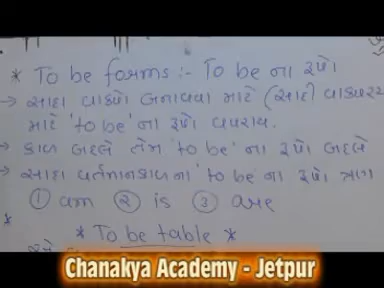 * To be forms :- To be ના રૂપો
→ સાદા વાક્યો બનાવવા માટે (સાદી
માટે 'to be' ના રૂપો વપરાય.
→ કાળ બદલે તેમ 'to be' ના રૂપો બદલે
→ સાદા વર્તમાનકાળના 'to be' ના રૂપો ત્રણ
① am ② is ③ are
*
* To be table *
Chanakya Academy - Jetpur